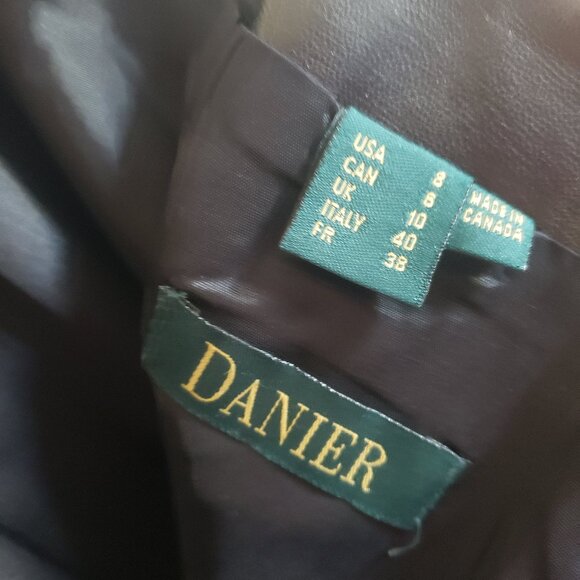 USA 8
CAN 8
UK 10
ITALY 40
FR 38
MADE IN
CANADA
DANIER